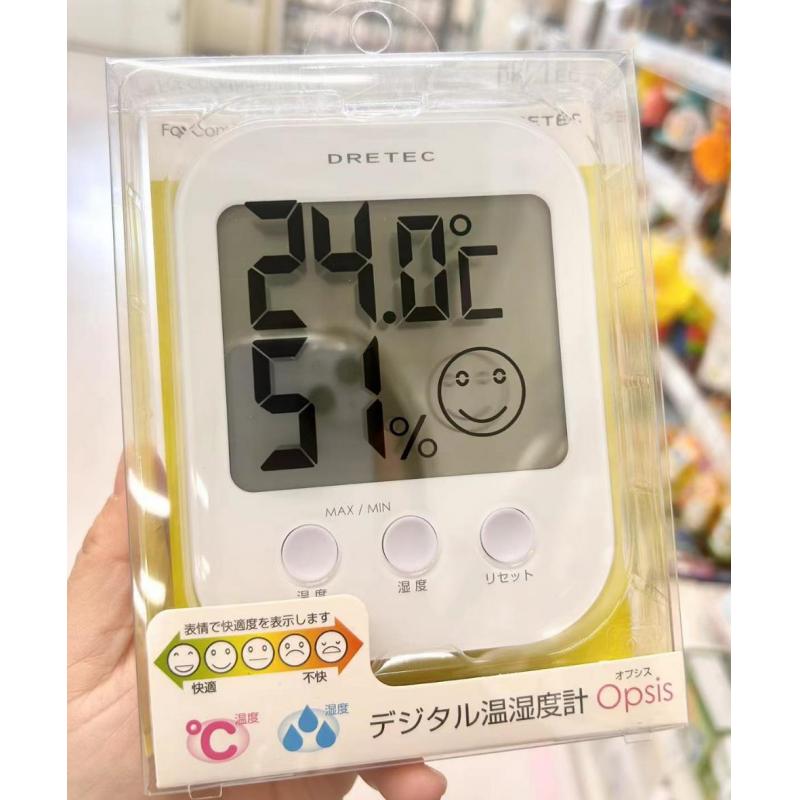 DRETEC
24.0℃
51%
MAX / MIN
温度
湿度
リセット
表情で快適度を表示します
快適
不快
℃
温度
湿度
オプシス
デジタル温湿度計 Opsis